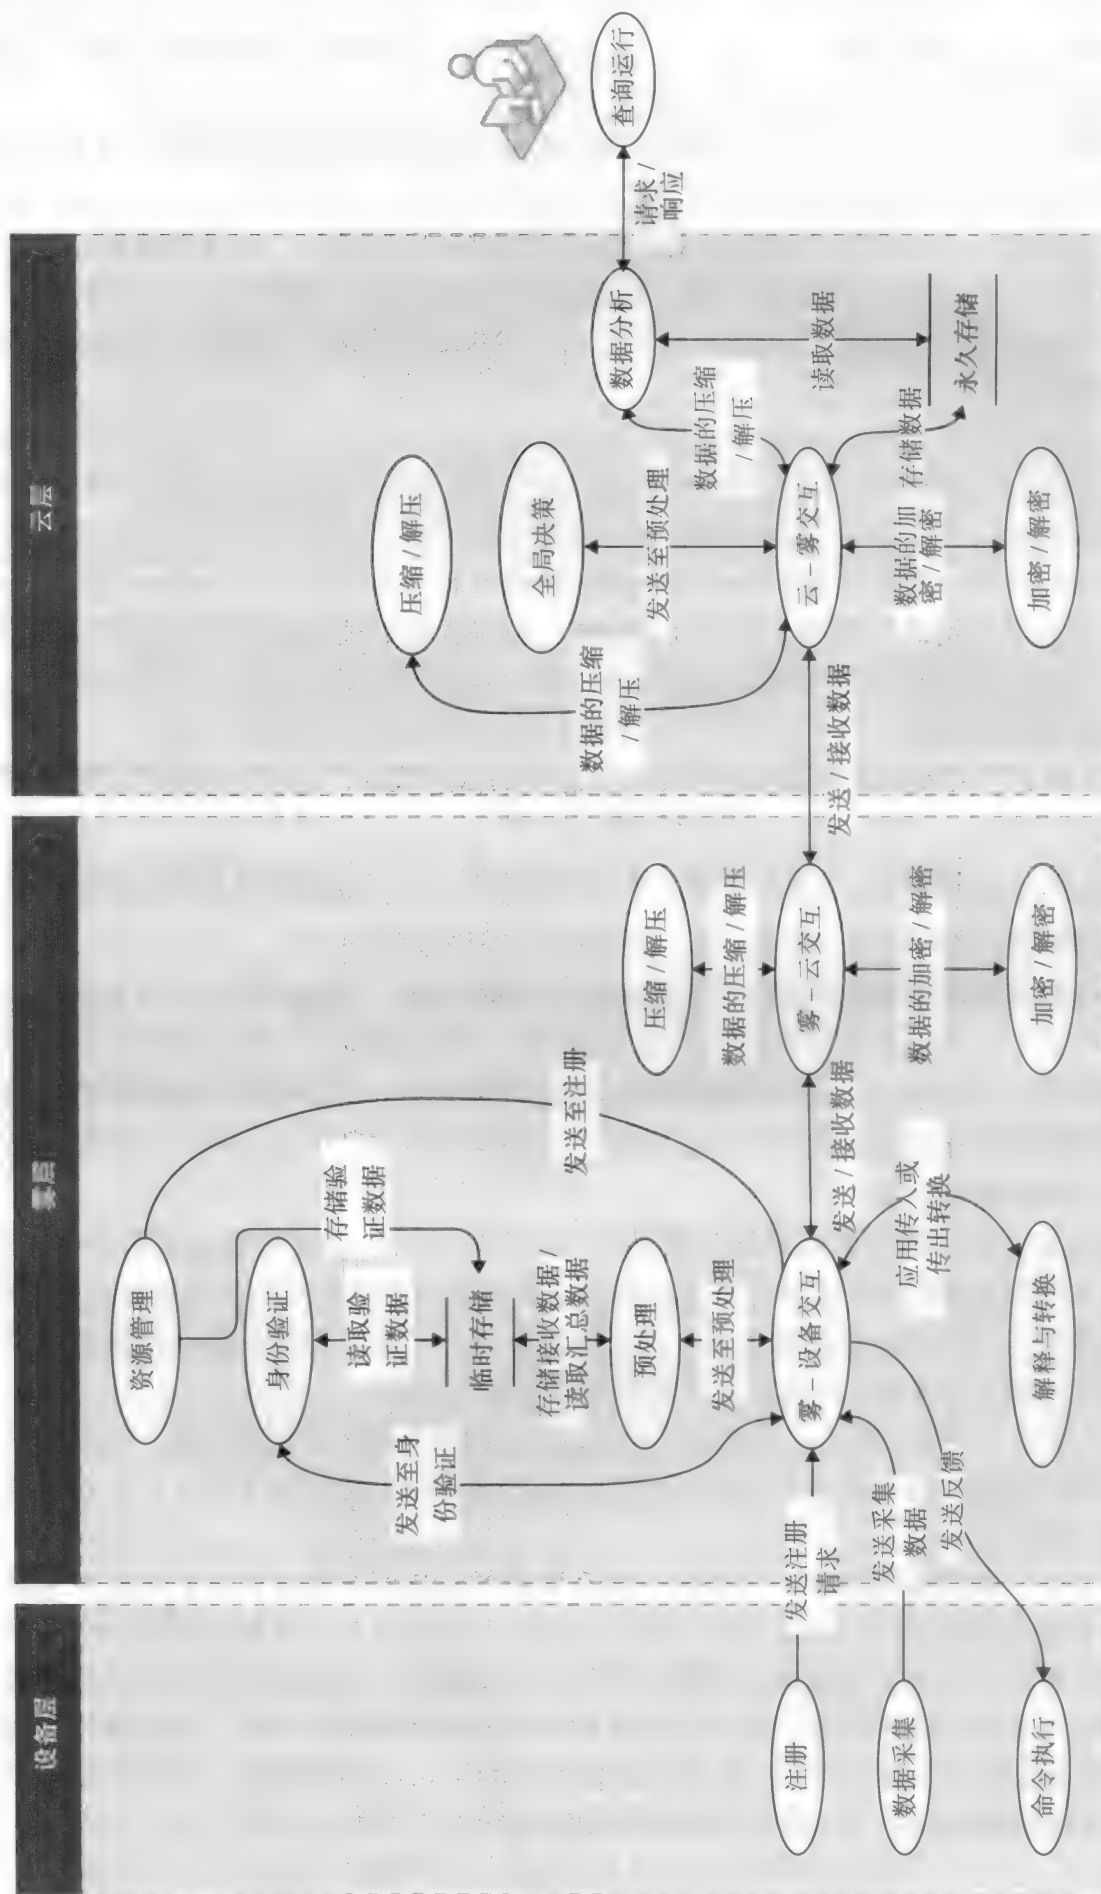 设备层
雾层
云层
资源管理
发送至注册
存储验
证数据
身份验证
读取验
证数据
发送至身
份验证
临时存储
存储接收数据/
读取汇总数据
预处理
发送至预处理
注册
发送注册
请求
雾-设备交互
发送/接收数据
数据采集
发送采集
数据
发送反馈
命令执行
应用传入或
传出转换
解释与转换
压缩/解压
数据的压缩/解压
雾-云交互
数据的加密/解密
加密/解密
发送/接收数据
压缩/解压
数据的压缩
/解压
全局决策
发送至预处理
云-雾交互
数据的加
密/解密
加密/解密
数据的压缩
/解压
存储数据
数据分析
读取数据
永久存储
请求/
响应
查询运行